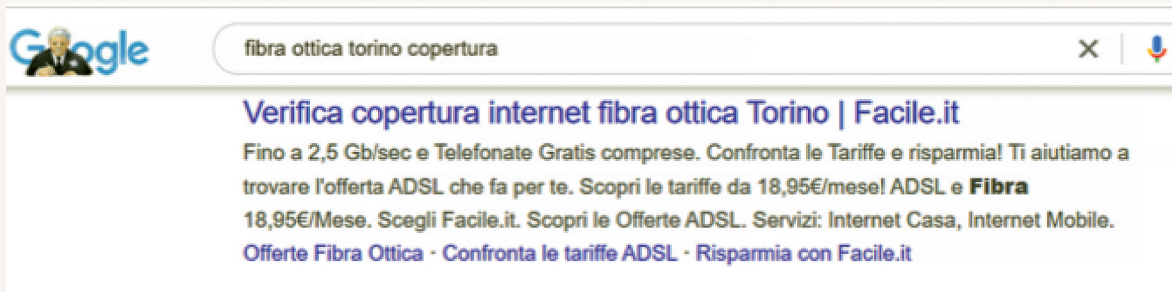 Google
fibra ottica torino copertura
Verifica copertura internet fibra ottica Torino | Facile.it
Fino a 2,5 Gb/sec e Telefonate Gratis comprese. Confronta le Tariffe e risparmia! Ti aiutiamo a
trovare l'offerta ADSL che fa per te. Scopri le tariffe da 18,95€/mese! ADSL e Fibra
18,95€/Mese. Scegli Facile.it. Scopri le Offerte ADSL. Servizi: Internet Casa, Internet Mobile.
Offerte Fibra Ottica · Confronta le tariffe ADSL · Risparmia con Facile.it